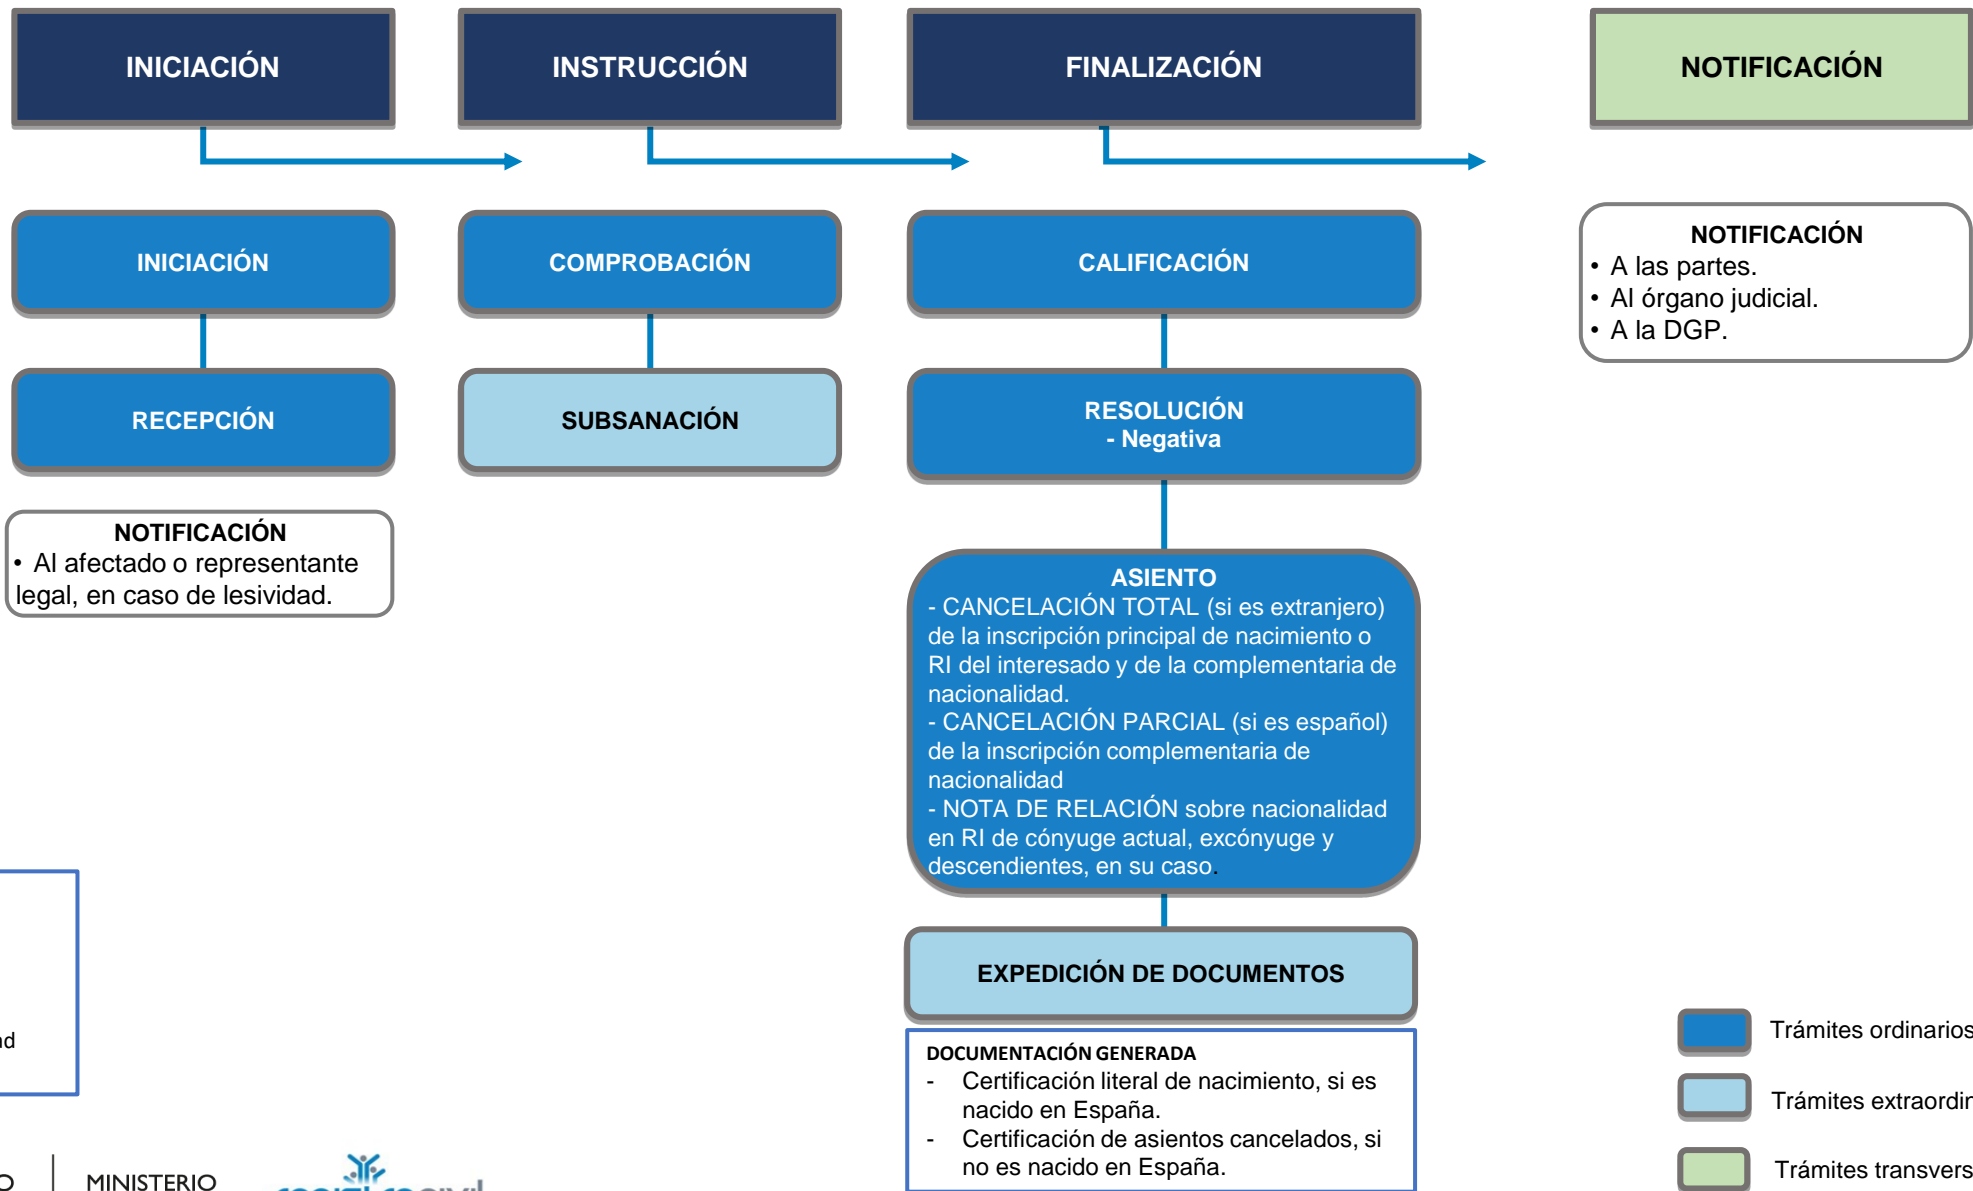 INICIACIÓN
INSTRUCCIÓN
FINALIZACIÓN
NOTIFICACIÓN
INICIACIÓN
RECEPCIÓN
NOTIFICACIÓN
• Al afectado o representante
legal, en caso de lesividad.
COMPROBACIÓN
SUBSANACIÓN
CALIFICACIÓN
RESOLUCIÓN
- Negativa
ASIENTO
- CANCELACIÓN TOTAL (si es extranjero)
de la inscripción principal de nacimiento o
RI del interesado y de la complementaria de
nacionalidad.
- CANCELACIÓN PARCIAL (si es español)
de la inscripción complementaria de
nacionalidad
- NOTA DE RELACIÓN sobre nacionalidad
en RI de cónyuge actual, excónyuge y
descendientes, en su caso.
EXPEDICIÓN DE DOCUMENTOS
DOCUMENTACIÓN GENERADA
- Certificación literal de nacimiento, si es
nacido en España.
- Certificación de asientos cancelados, si
no es nacido en España.
NOTIFICACIÓN
• A las partes.
• Al órgano judicial.
• A la DGP.
Trámites ordinarios
Trámites extraordin
Trámites transvers
MINISTERIO